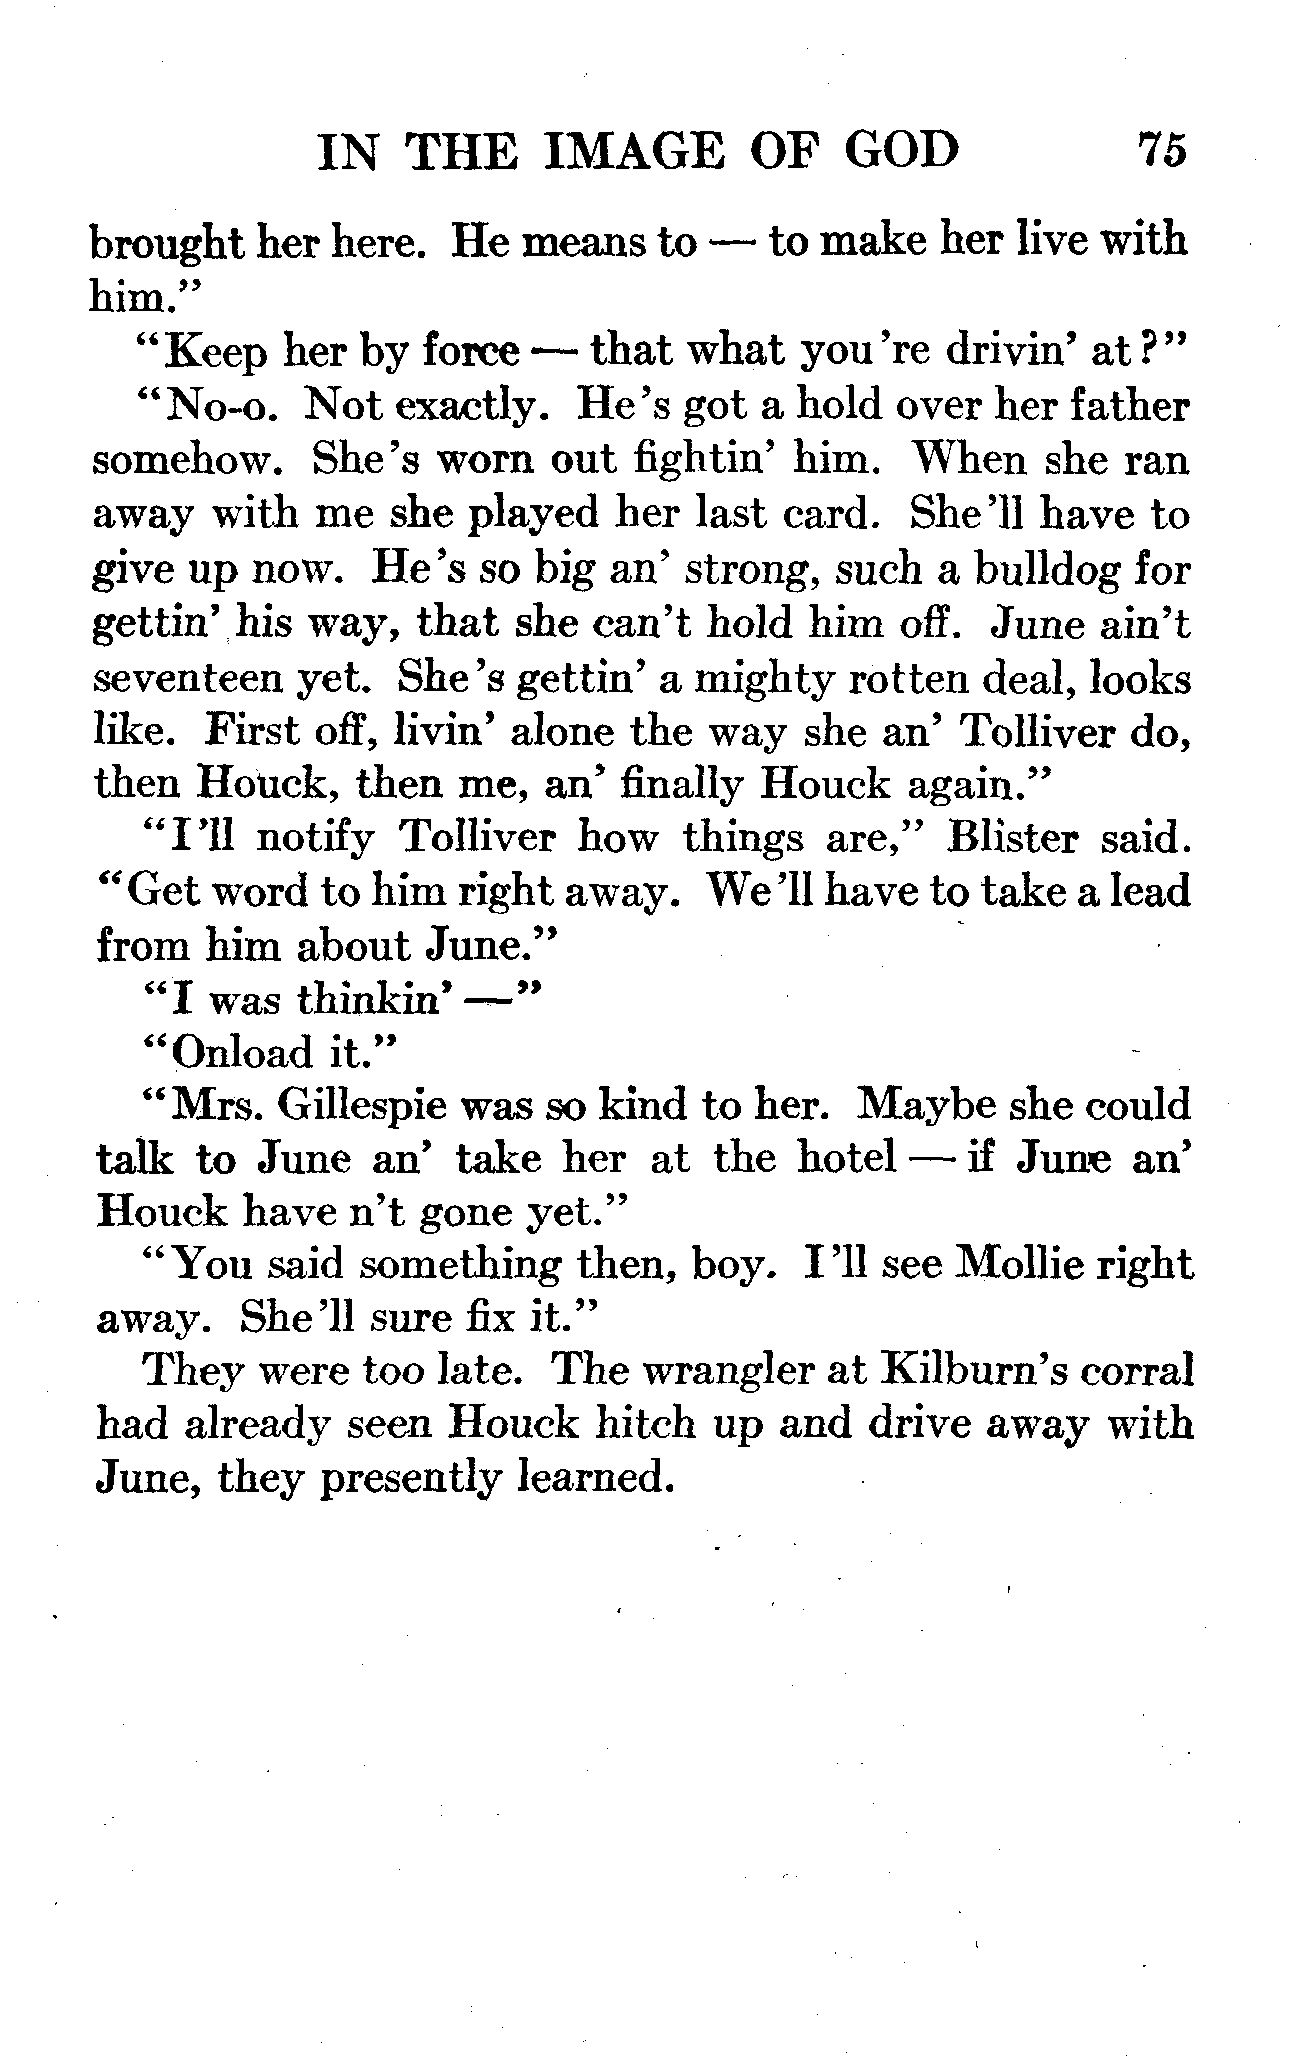 IN THE IMAGE OF GOD 75
brought her here. He means to — to make her live with
him."
"Keep her by force — that what you're drivin' at?"
"No-o. Not exactly. He's got a hold over her father
somehow. She's worn out fightin' him. When she ran
away with me she played her last card. She'll have to
give up now. He's so big an' strong, such a bulldog for
gettin' his way, that she can't hold him off. June ain't
seventeen yet. She's gettin' a mighty rotten deal, looks
like. First off, livin' alone the way she an' Tolliver do,
then Houck, then me, an' finally Houck again."
"I'll notify Tolliver how things are," Blister said.
"Get word to him right away. We'll have to take a lead
from him about June."
"I was thinkin' —"
"Onload it."
"Mrs. Gillespie was so kind to her. Maybe she could
talk to June an' take her at the hotel — if June an'
Houck have n't gone yet."
"You said something then, boy. I'll see Mollie right
away. She'll sure fix it."
They were too late. The wrangler at Kilburn's corral
had already seen Houck hitch up and drive away with
June, they presently learned.